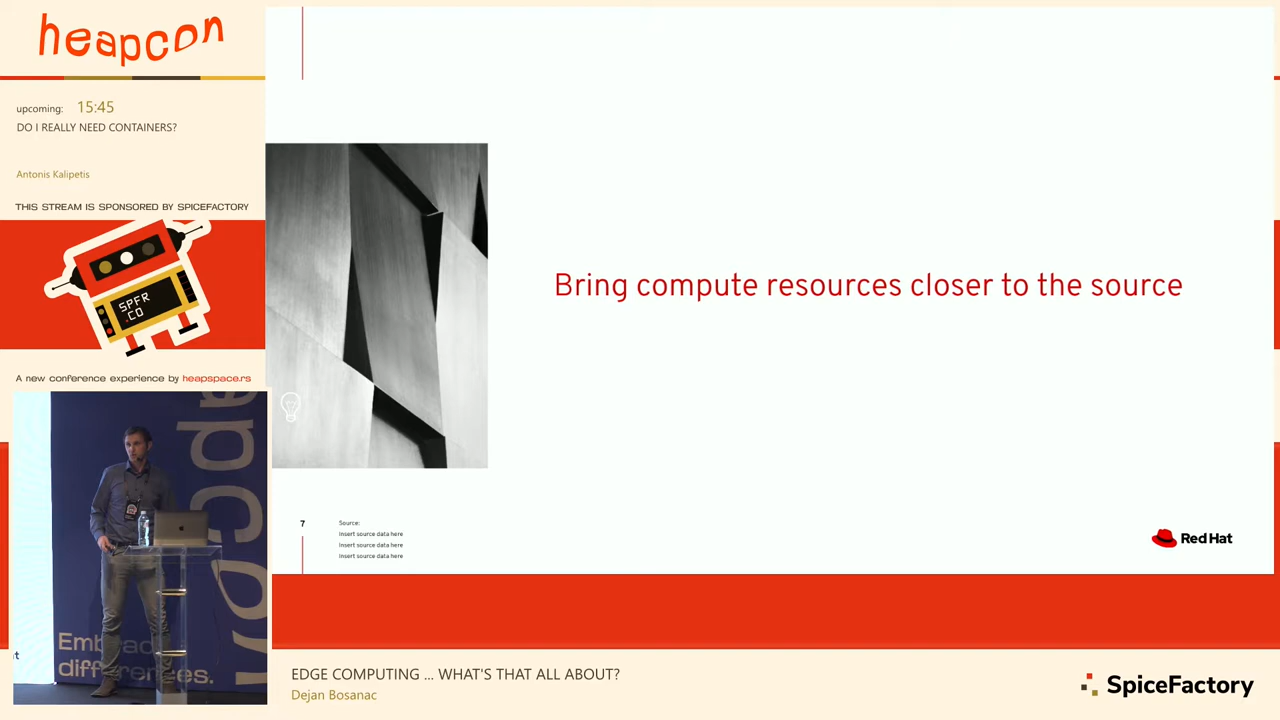 heapcon
upcoming: 15:45
DO I REALLY NEED CONTAINERS?
Antonis Kalipetis
THIS STREAM IS SPONSORED BY SPICEFACTORY
SPFR
.CO
A new conference experience by heapspace.rs
Embrace
differences.
Bring compute resources closer to the source
7
Source:
Insert source data here
Insert source data here
Insert source data here
Red Hat
EDGE COMPUTING ... WHAT'S THAT ALL ABOUT?
Dejan Bosanac
SpiceFactory